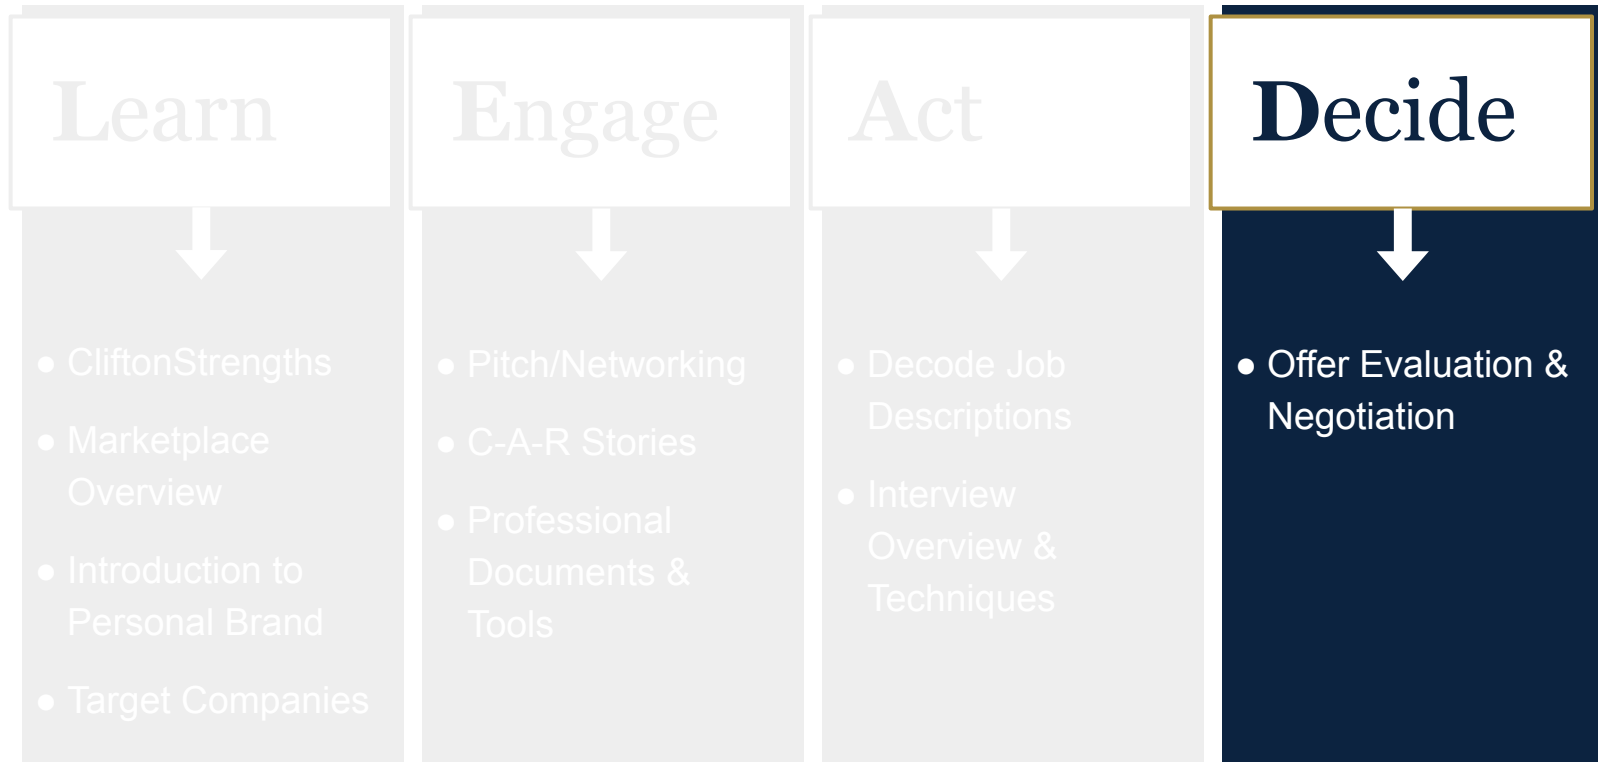 Learn
● CliftonStrengths
● Marketplace
Overview
● Introduction to
Personal Brand
● Target Companies
Engage
● Pitch/Networking
● C-A-R Stories
● Professional
Documents &
Tools
Act
● Decode Job
Descriptions
● Interview
Overview &
Techniques
Decide
● Offer Evaluation &
Negotiation